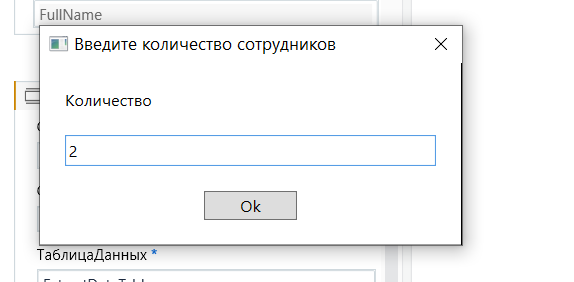 FullName
Введите количество сотрудников
Количество
2
Ok
ТаблицаДанных *